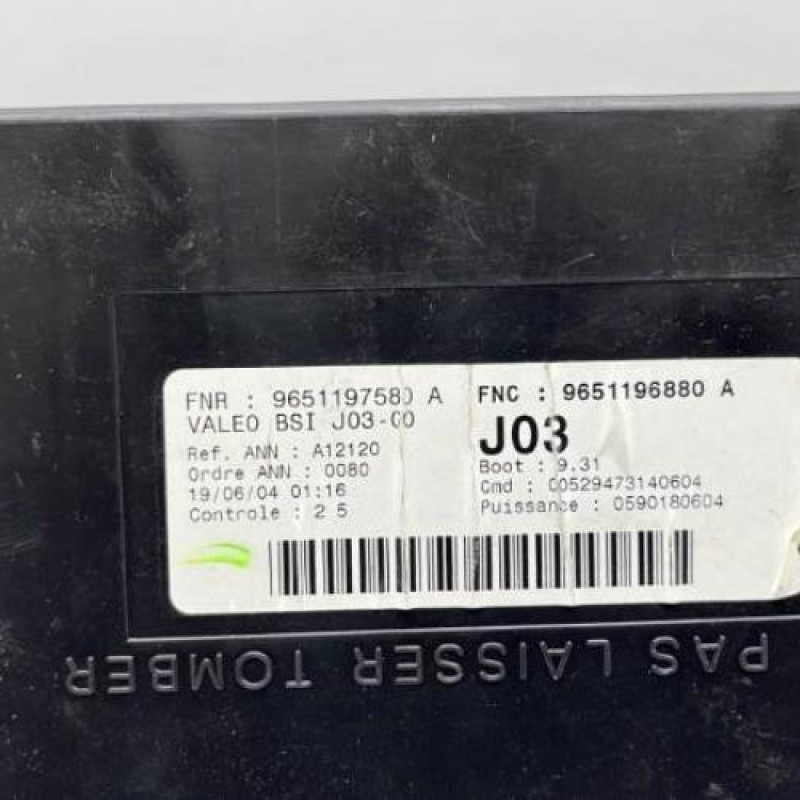 FNR : 9651197580 A
VALEO BSI J03-00
Ref. ANN : A12120
Ordre ANN : 0080
19/06/04 01:16
Controle : 2 5
FNC : 9651196880 A
J03
Boot : 9.31
Cmd : 00529473140604
Puissance : 0590180604
PAS LAISSER TOMBER